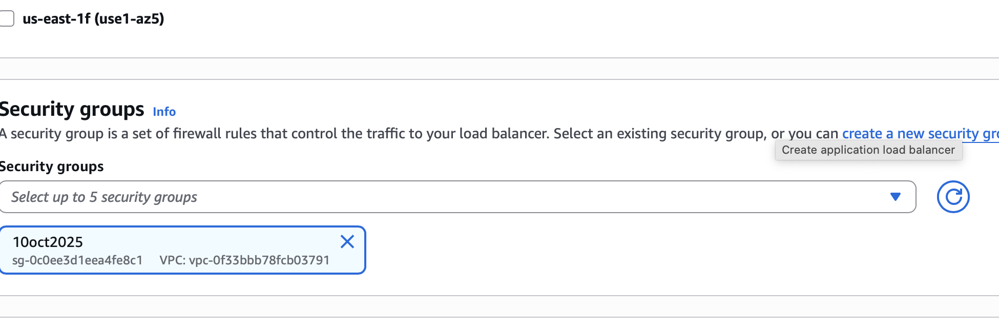 us-east-1f (use1-az5)
Security groups Info
A security group is a set of firewall rules that control the traffic to your load balancer. Select an existing security group, or you can create a new security gro
Create application load balancer
Security groups
Select up to 5 security groups
10oct2025
sg-0c0ee3d1eea4fe8c1 VPC: vpc-0f33bbb78fcb03791